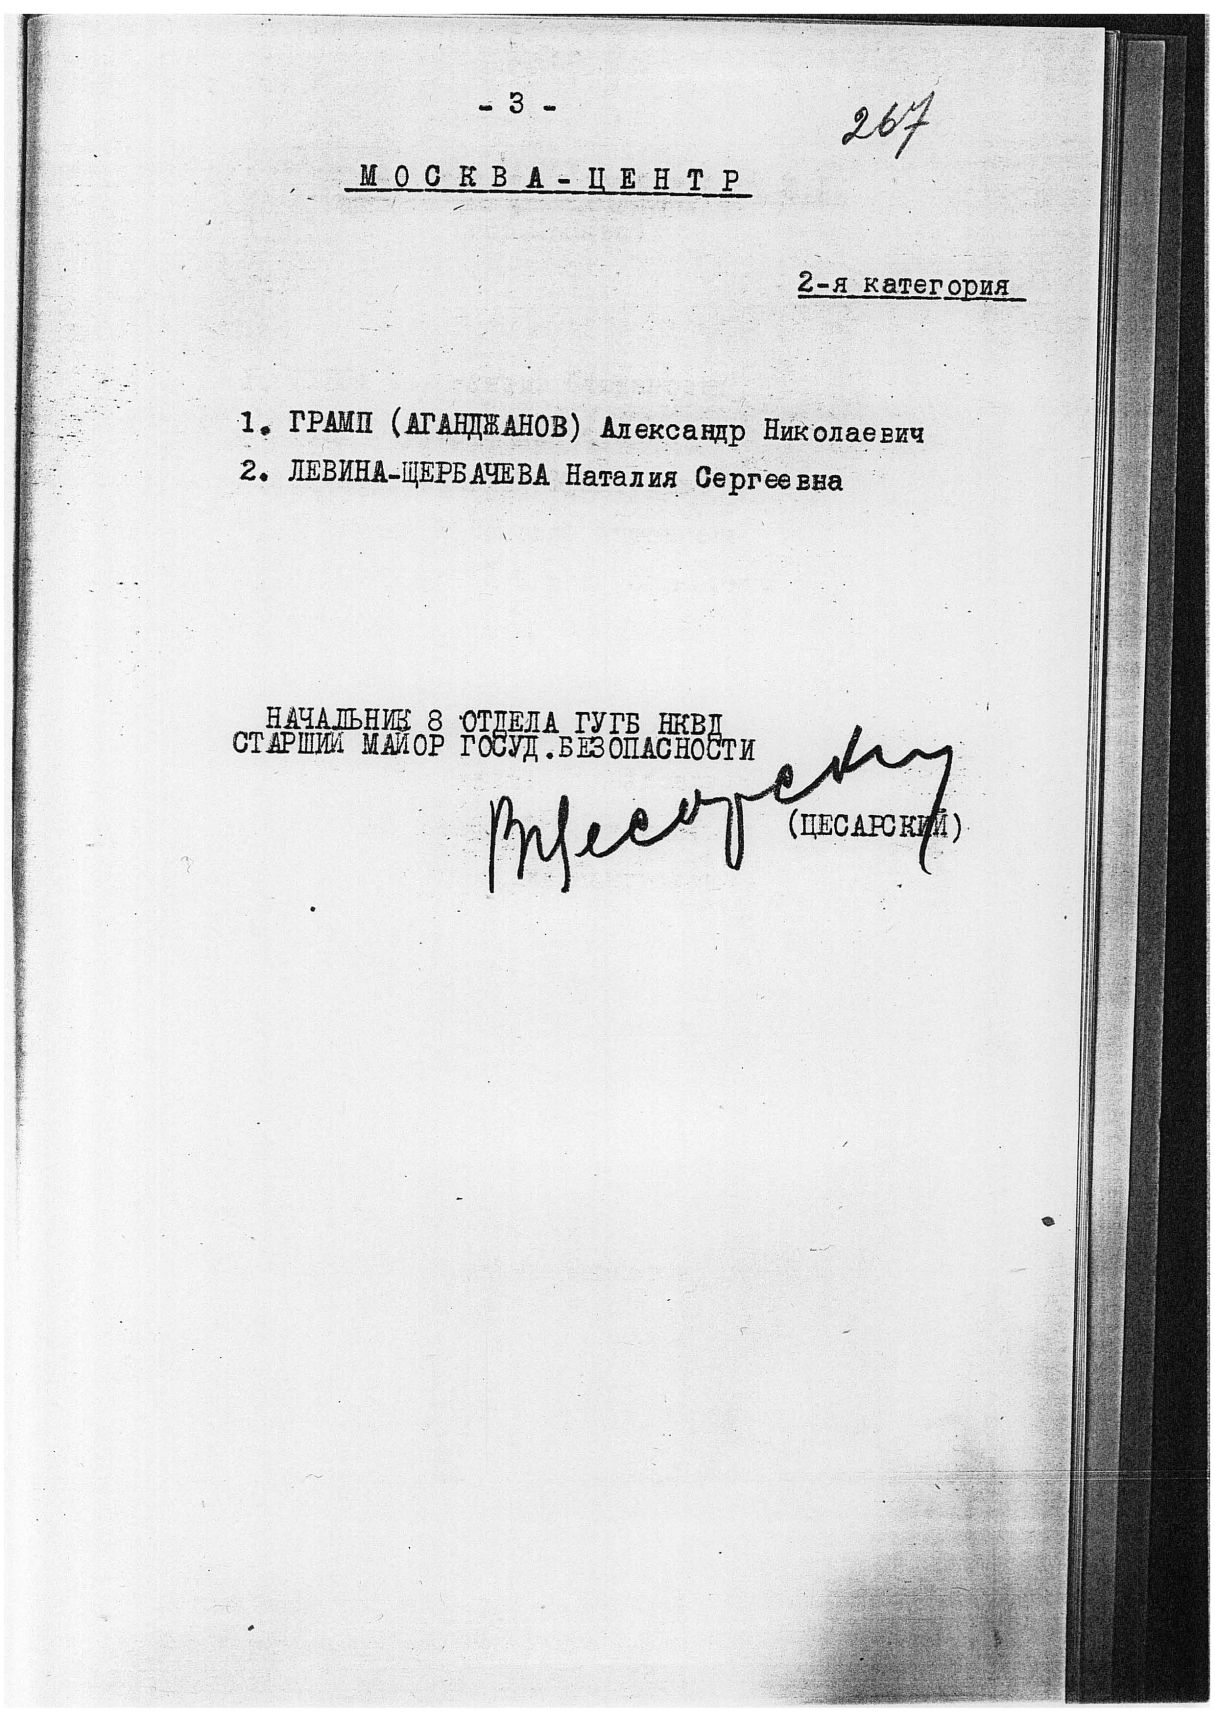 - 3 -
267
МОСКВА-ЦЕНТР
2-я категория
1. ГРАМП (АГАНДЖАНОВ) Александр Николаевич
2. ЛЕВИНА-ЩЕРБАЧЕВА Наталия Сергеевна
НАЧАЛЬНИК 8 ОТДЕЛА ГУГБ НКВД
СТАРШИЙ МАЙОР ГОСУД.БЕЗОПАСНОСТИ
ВЦесарский
(ЦЕСАРСКИЙ)